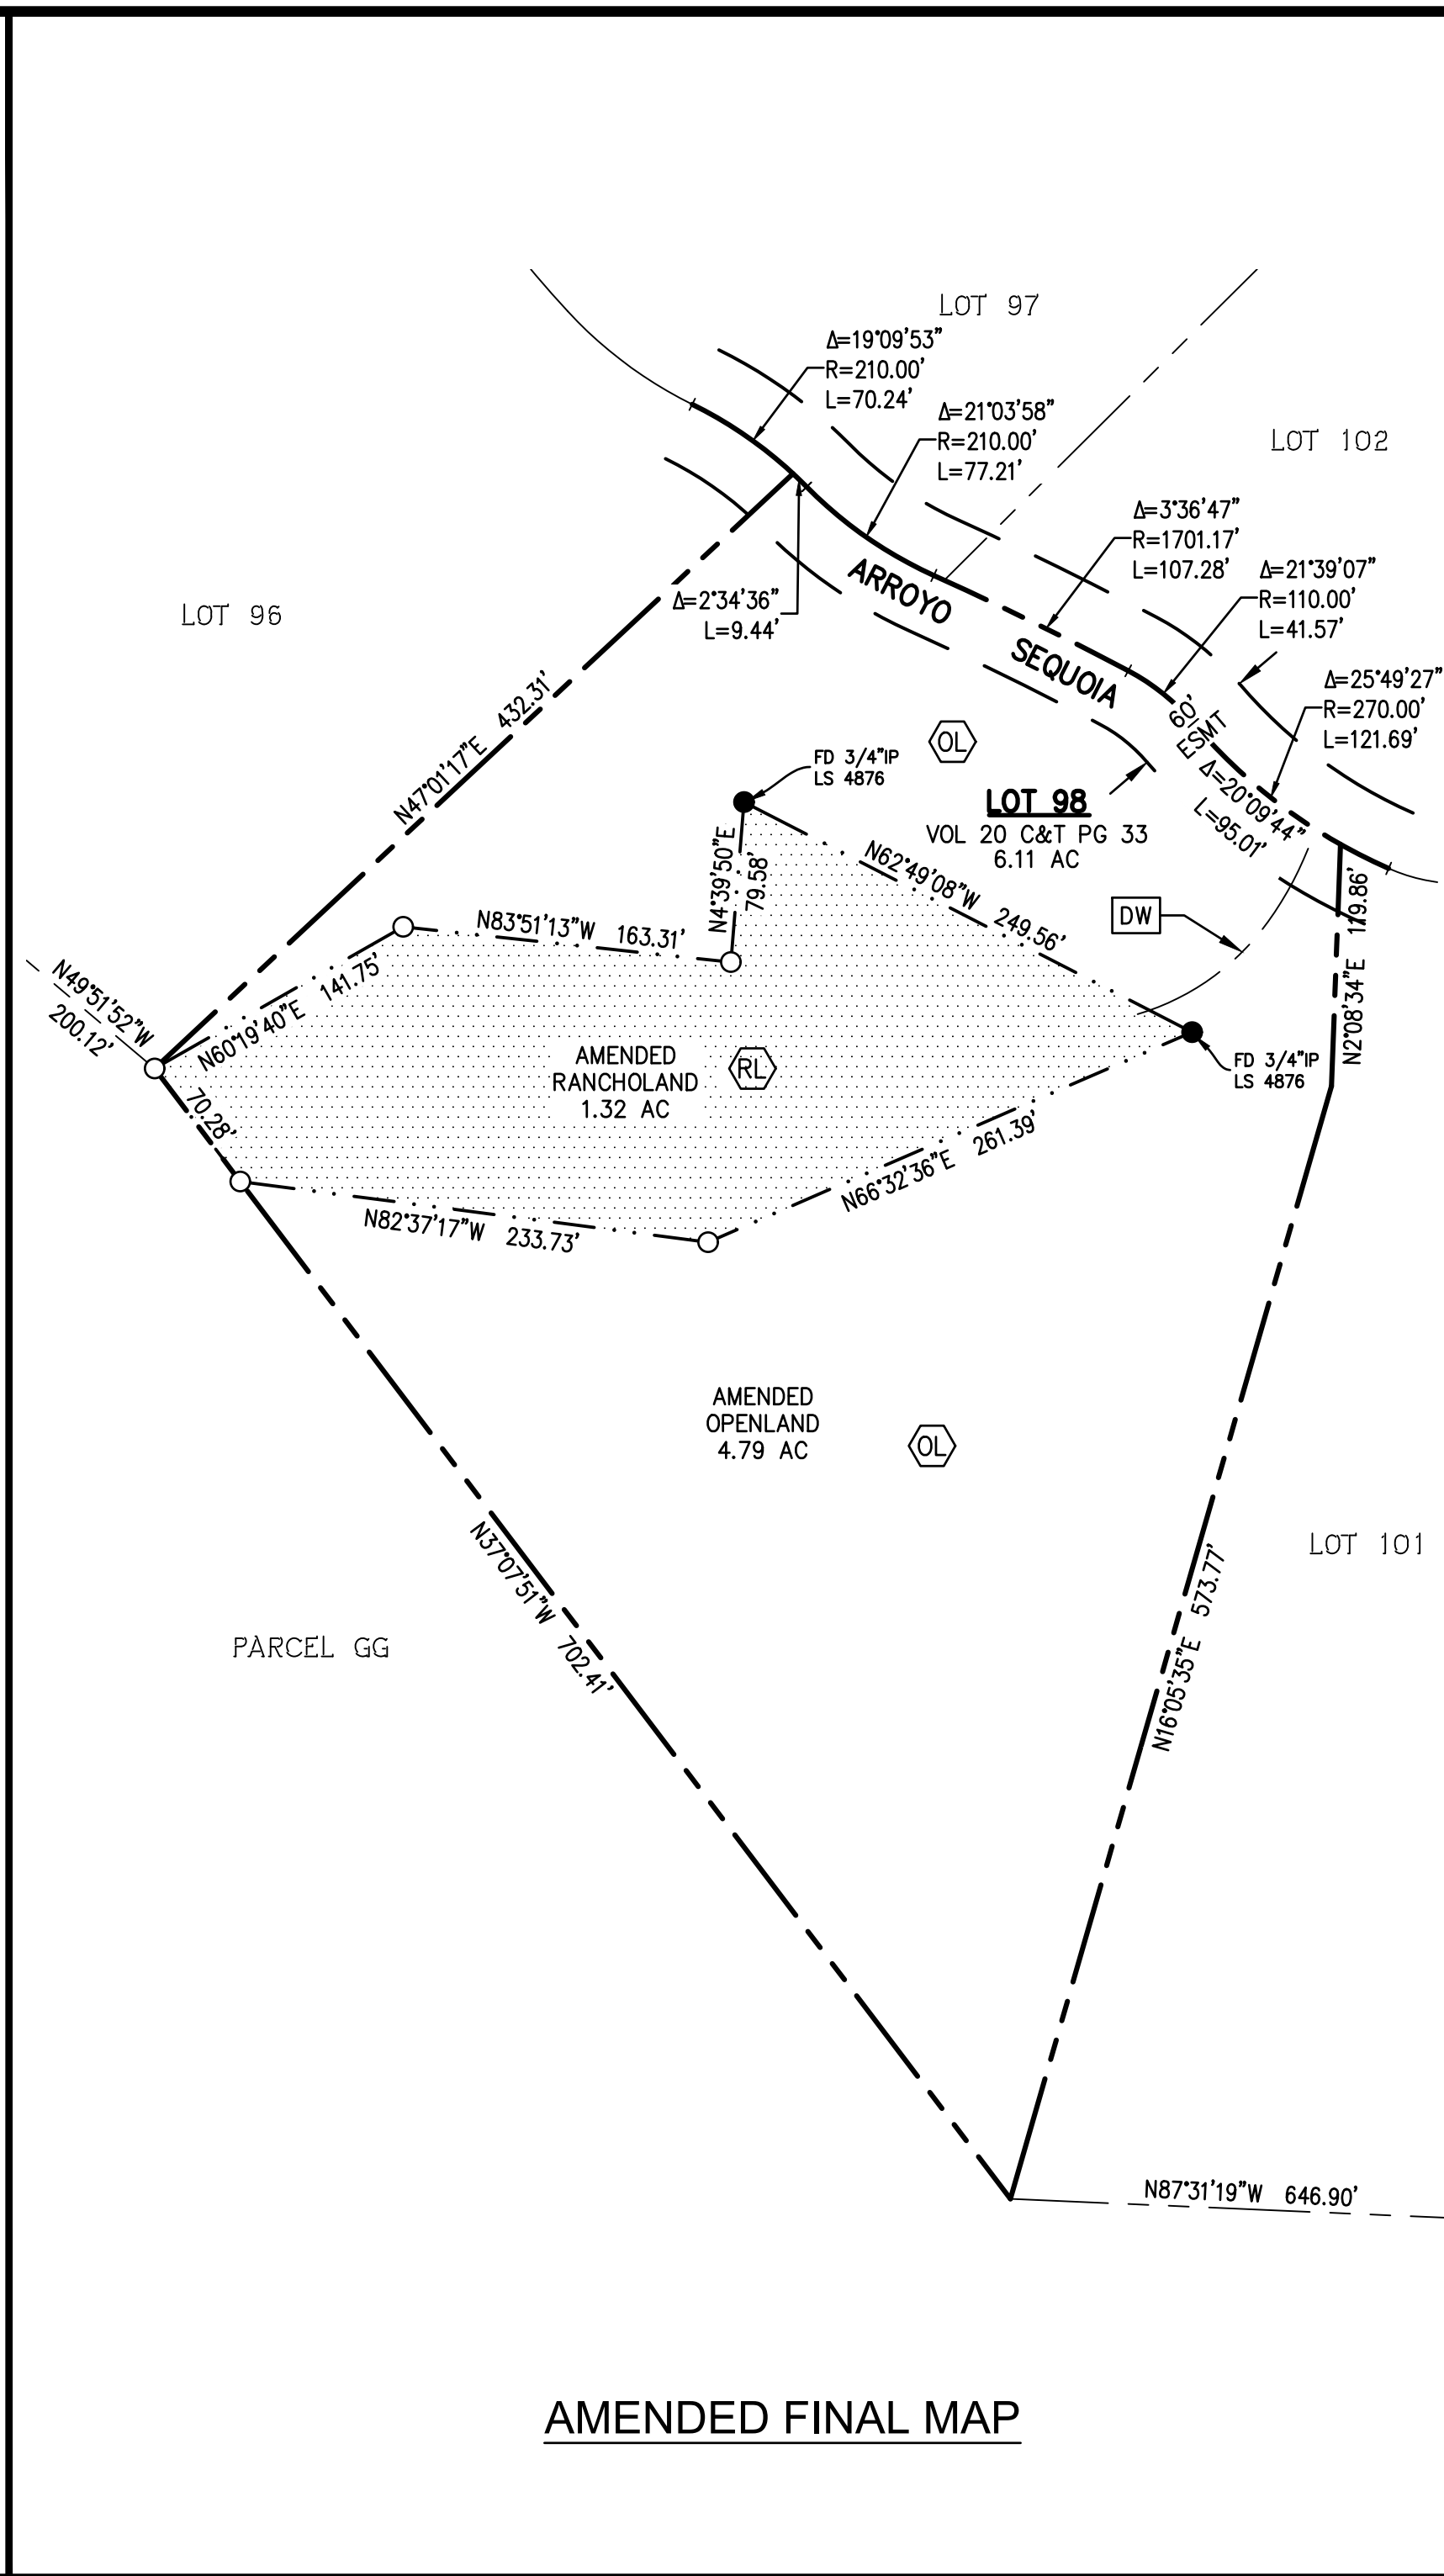 LOT 97
Δ=19°09'53"
R=210.00'
L=70.24'
Δ=21°03'58"
R=210.00'
L=77.21'
LOT 102
Δ=3°36'47"
R=1701.17'
L=107.28'
Δ=21°39'07"
R=110.00'
L=41.57'
Δ=2°34'36"
L=9.44'
LOT 96
ARROYO SEQUOIA
Δ=25°49'27"
R=270.00'
L=121.69'
60'
ESMT
Δ=20°09'44"
L=95.01'
N47°01'17"E 432.31'
FD 3/4"IP
LS 4876
OL
LOT 98
VOL 20 C&T PG 33
6.11 AC
N4°39'50"E
79.58'
N62°49'08"W 249.56'
DW
119.86'
N2°08'34"E
N83°51'13"W 163.31'
N49°51'52"W
200.12'
N60°19'40"E 141.75'
AMENDED
RANCHOLAND
1.32 AC
RL
FD 3/4"IP
LS 4876
70.28'
N66°32'36"E 261.39'
N82°37'17"W 233.73'
AMENDED
OPENLAND
4.79 AC
OL
N37°07'51"W 702.41'
LOT 101
N16°05'35"E 573.77'
PARCEL GG
N87°31'19"W 646.90'
AMENDED FINAL MAP